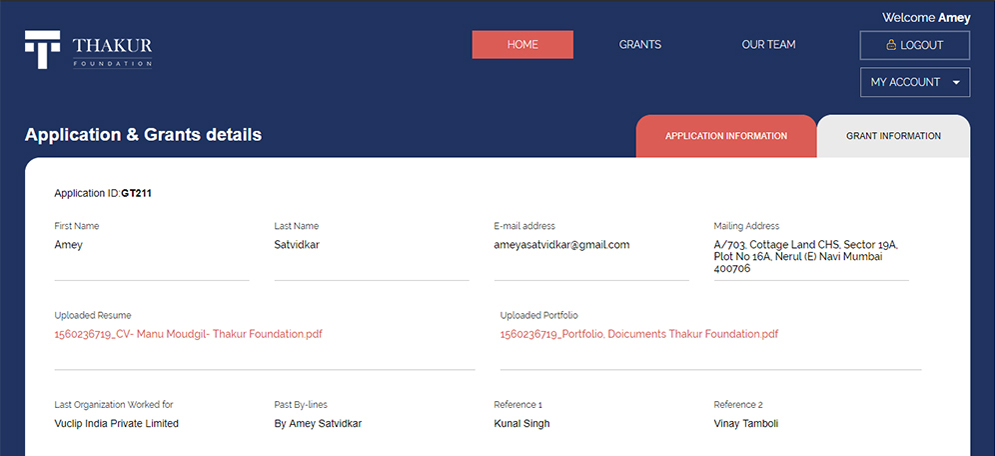 Welcome Amey
THAKUR
FOUNDATION
HOME
GRANTS
OUR TEAM
LOGOUT
MY ACCOUNT
Application & Grants details
APPLICATION INFORMATION
GRANT INFORMATION
Application ID:GT211
First Name
Last Name
E-mail address
Mailing Address
Amey
Satvidkar
ameyasatvidkar@gmail.com
A/703, Cottage Land CHS, Sector 19A,
Plot No 16A, Nerul (E) Navi Mumbai
400706
Uploaded Resume
Uploaded Portfolio
1560236719_CV- Manu Moudgil- Thakur Foundation.pdf
1560236719_Portfolio, Doicuments Thakur Foundation.pdf
Last Organization Worked for
Past By-lines
Reference 1
Reference 2
Vuclip India Private Limited
By Amey Satvidkar
Kunal Singh
Vinay Tamboli